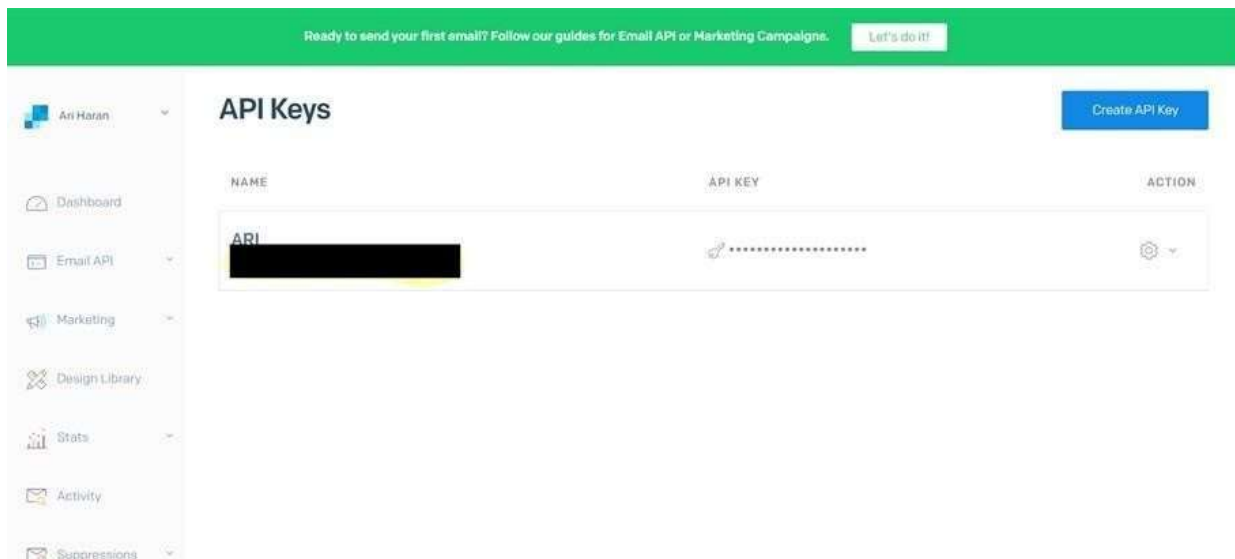 Ready to send your first email? Follow our guides for Email API or Marketing Campaigns. Let's do it!
Ari Haran
API Keys
Create API Key
NAME API KEY ACTION
Dashboard
ARI
••••••••••••••••••••
Email API
Marketing
Design Library
Stats
Activity
Suppressions